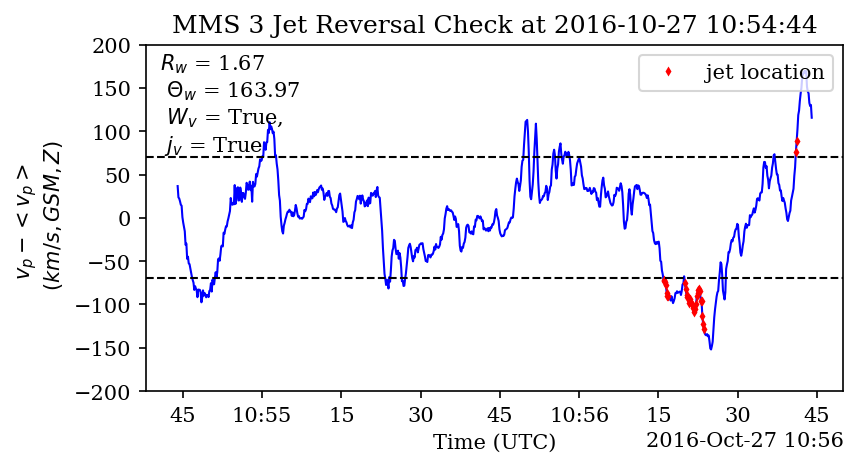 MMS 3 Jet Reversal Check at 2016-10-27 10:54:44
R_w = 1.67
Θ_w = 163.97
W_v = True,
j_v = True
jet location
200
150
100
50
0
−50
−100
−150
−200
v_p − < v_p >
(km/s, GSM, Z)
45 10:55 15 30 45 10:56 15 30 45
Time (UTC)
2016-Oct-27 10:56